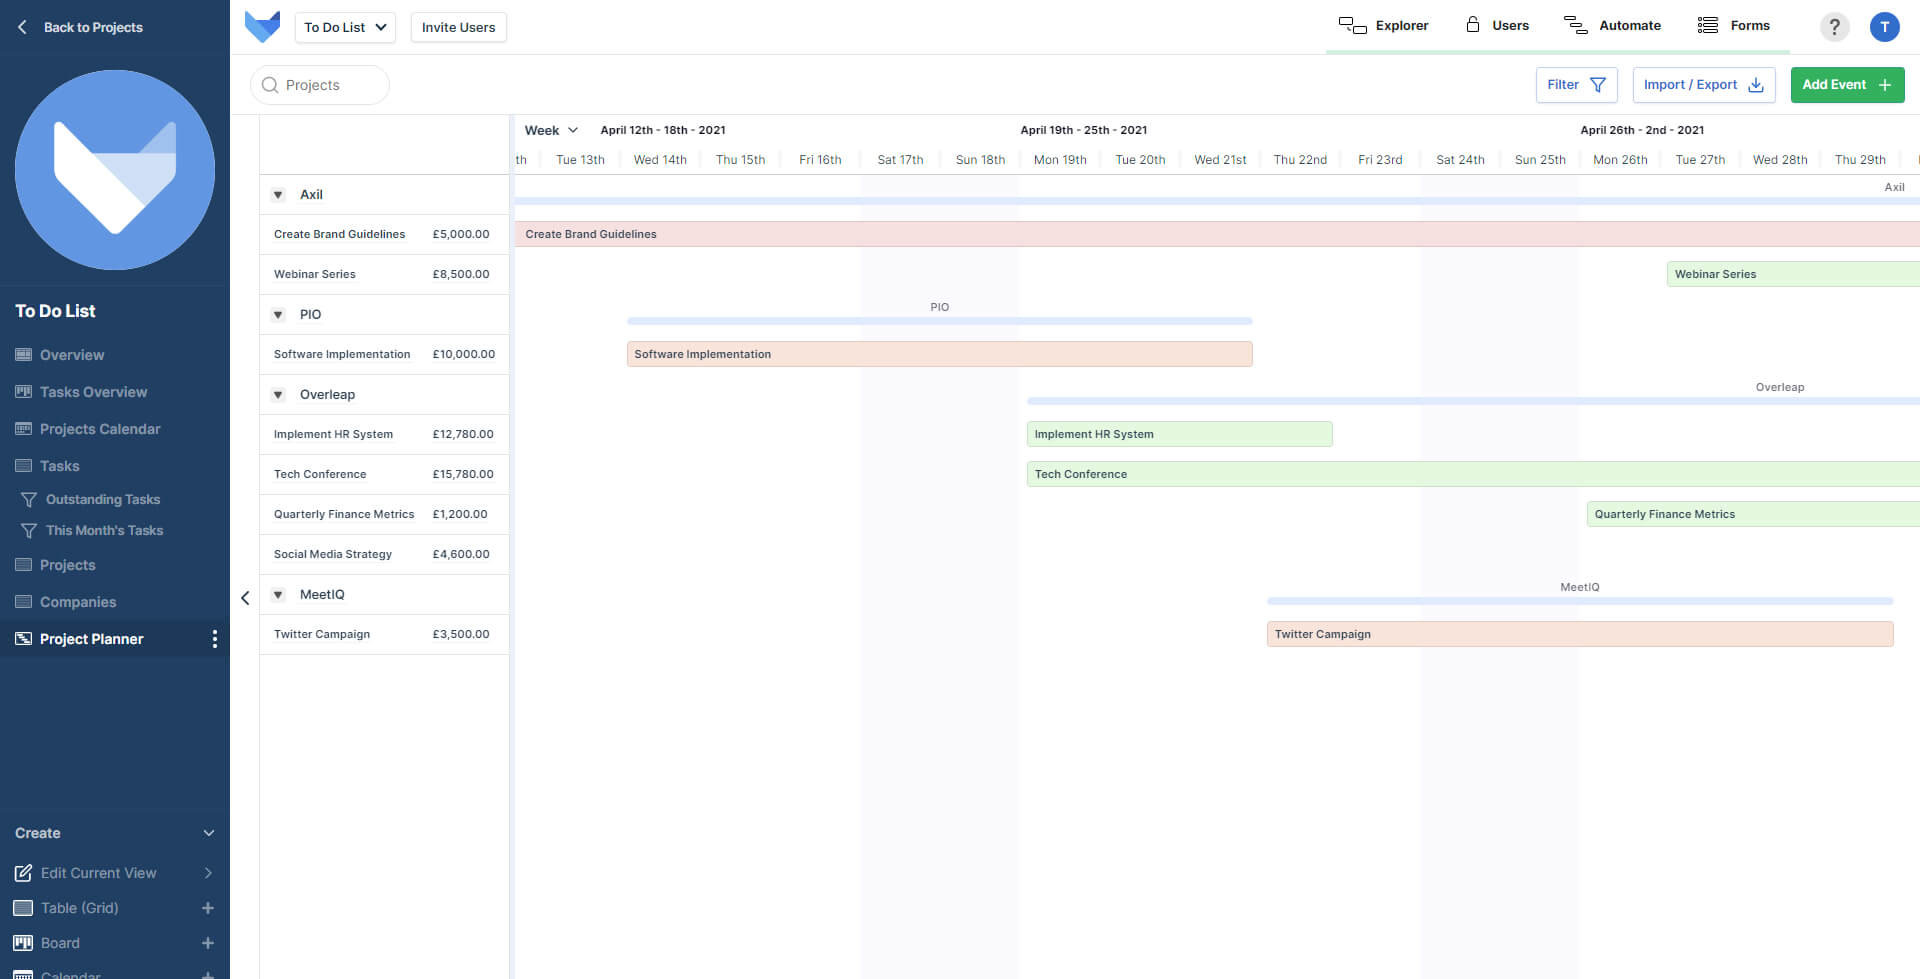 Back to Projects
To Do List
Invite Users
Explorer
Users
Automate
Forms
?
T
Projects
Filter
Import / Export
Add Event
To Do List
Overview
Tasks Overview
Projects Calendar
Tasks
Outstanding Tasks
This Month's Tasks
Projects
Companies
Project Planner
Create
Edit Current View
Table (Grid)
Board
Calendar
Week
April 12th - 18th - 2021
April 19th - 25th - 2021
April 26th - 2nd - 2021
th Tue 13th Wed 14th Thu 15th Fri 16th Sat 17th Sun 18th Mon 19th Tue 20th Wed 21st Thu 22nd Fri 23rd Sat 24th Sun 25th Mon 26th Tue 27th Wed 28th Thu 29th
Axil
Axil
Create Brand Guidelines £5,000.00
Create Brand Guidelines
Webinar Series £8,500.00
Webinar Series
PIO
PIO
Software Implementation £10,000.00
Software Implementation
Overleap
Overleap
Implement HR System £12,780.00
Implement HR System
Tech Conference £15,780.00
Tech Conference
Quarterly Finance Metrics £1,200.00
Quarterly Finance Metrics
Social Media Strategy £4,600.00
MeetIQ
MeetIQ
Twitter Campaign £3,500.00
Twitter Campaign